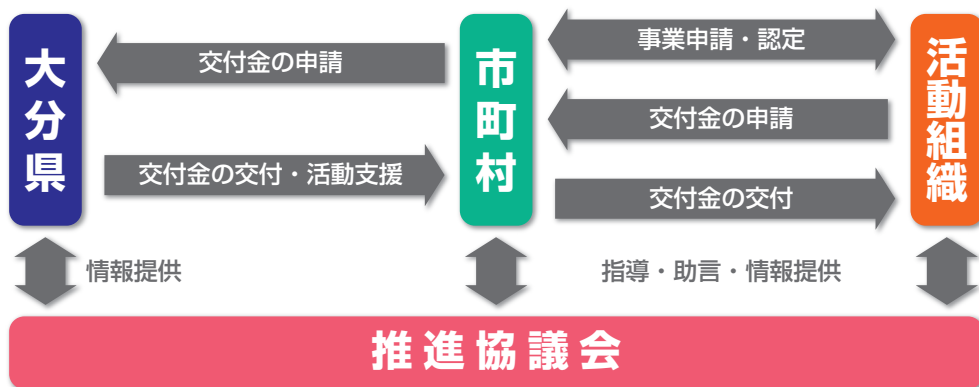 大分県
市町村
活動組織
交付金の申請
交付金の交付・活動支援
事業申請・認定
交付金の申請
交付金の交付
情報提供
指導・助言・情報提供
推進協議会